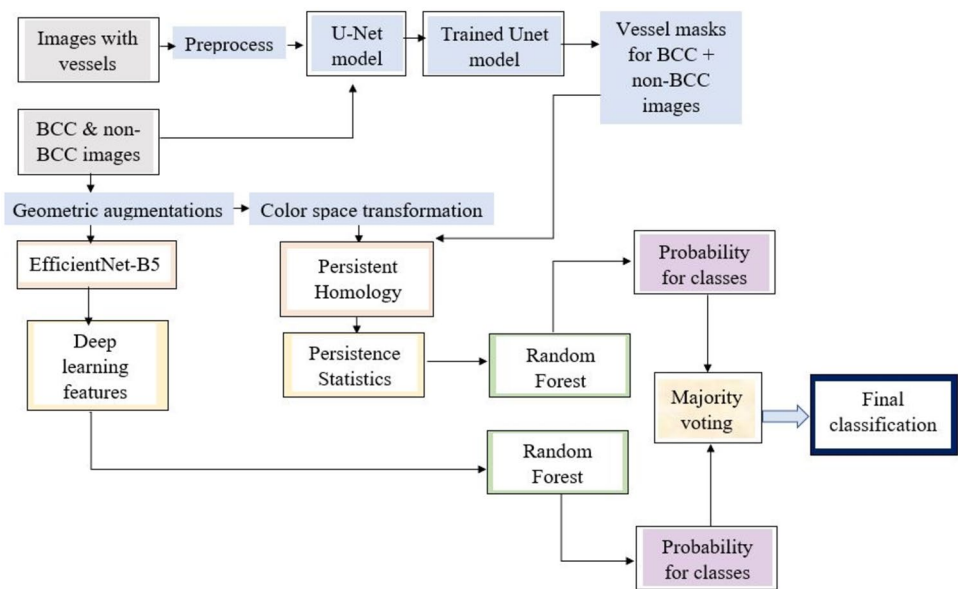 Images with
vessels
Preprocess
U-Net
model
Trained Unet
model
Vessel masks
for BCC +
non-BCC
images
BCC & non-
BCC images
Geometric augmentations
Color space transformation
EfficientNet-B5
Persistent
Homology
Probability
for classes
Deep
learning
features
Persistence
Statistics
Random
Forest
Majority
voting
Final
classification
Random
Forest
Probability
for classes